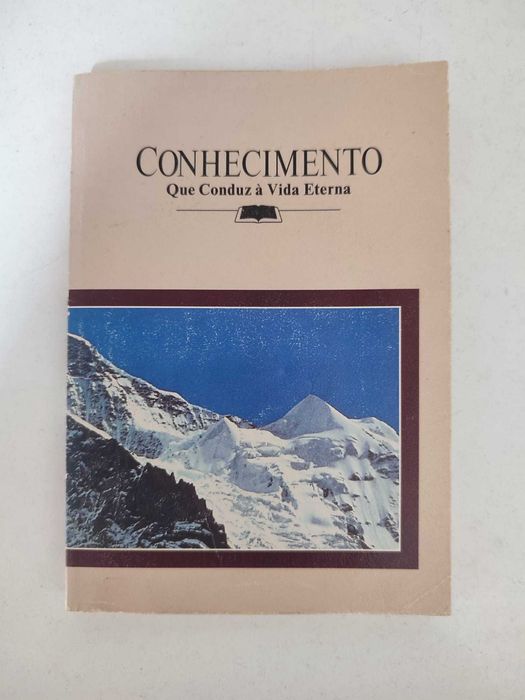 CONHECIMENTO
Que Conduz à Vida Eterna